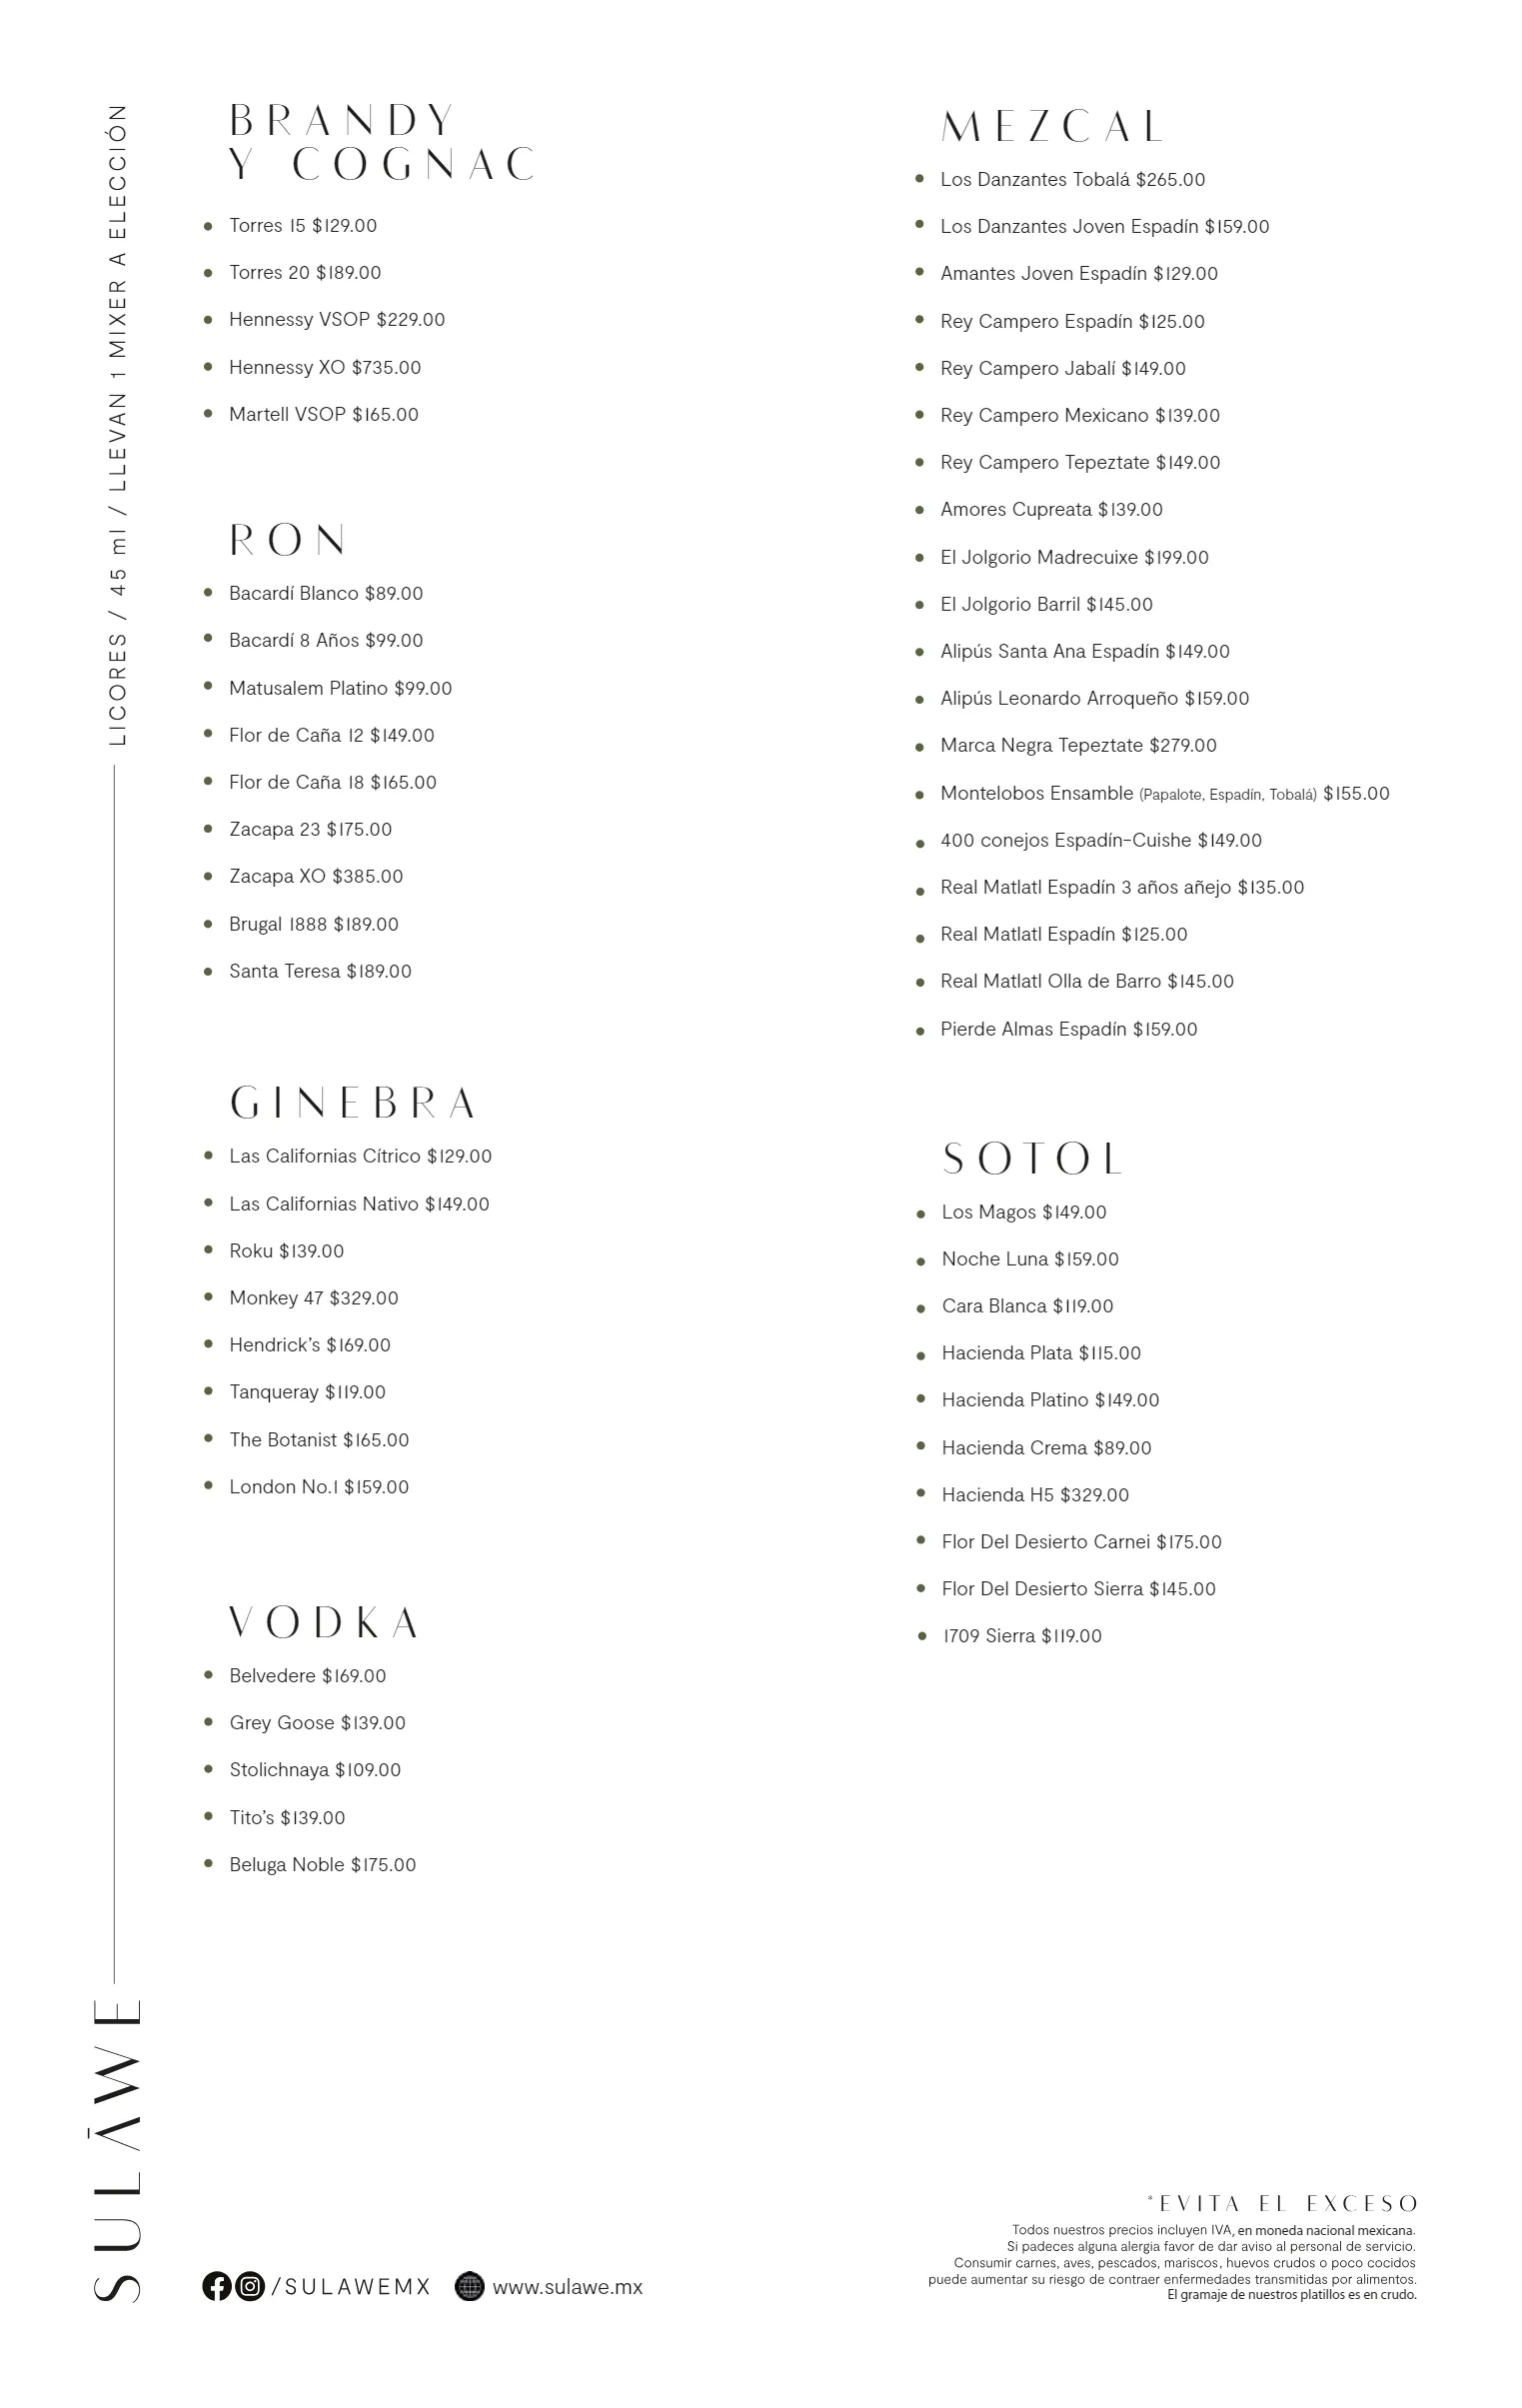 LICORES / 45 ml / LLEVAN 1 MIXER A ELECCIÓN
SULĀWE
BRANDY
Y COGNAC
Torres 15 $129.00
Torres 20 $189.00
Hennessy VSOP $229.00
Hennessy XO $735.00
Martell VSOP $165.00
RON
Bacardí Blanco $89.00
Bacardí 8 Años $99.00
Matusalem Platino $99.00
Flor de Caña 12 $149.00
Flor de Caña 18 $165.00
Zacapa 23 $175.00
Zacapa XO $385.00
Brugal 1888 $189.00
Santa Teresa $189.00
GINEBRA
Las Californias Cítrico $129.00
Las Californias Nativo $149.00
Roku $139.00
Monkey 47 $329.00
Hendrick’s $169.00
Tanqueray $119.00
The Botanist $165.00
London No.1 $159.00
VODKA
Belvedere $169.00
Grey Goose $139.00
Stolichnaya $109.00
Tito’s $139.00
Beluga Noble $175.00
MEZCAL
Los Danzantes Tobalá $265.00
Los Danzantes Joven Espadín $159.00
Amantes Joven Espadín $129.00
Rey Campero Espadín $125.00
Rey Campero Jabalí $149.00
Rey Campero Mexicano $139.00
Rey Campero Tepeztate $149.00
Amores Cupreata $139.00
El Jolgorio Madrecuixe $199.00
El Jolgorio Barril $145.00
Alipús Santa Ana Espadín $149.00
Alipús Leonardo Arroqueño $159.00
Marca Negra Tepeztate $279.00
Montelobos Ensamble (Papalote, Espadín, Tobalá) $155.00
400 conejos Espadín-Cuishe $149.00
Real Matlatl Espadín 3 años añejo $135.00
Real Matlatl Espadín $125.00
Real Matlatl Olla de Barro $145.00
Pierde Almas Espadín $159.00
SOTOL
Los Magos $149.00
Noche Luna $159.00
Cara Blanca $119.00
Hacienda Plata $115.00
Hacienda Platino $149.00
Hacienda Crema $89.00
Hacienda H5 $329.00
Flor Del Desierto Carnei $175.00
Flor Del Desierto Sierra $145.00
1709 Sierra $119.00
*EVITA EL EXCESO
Todos nuestros precios incluyen IVA, en moneda nacional mexicana.
Si padeces alguna alergia favor de dar aviso al personal de servicio.
Consumir carnes, aves, pescados, mariscos, huevos crudos o poco cocidos
puede aumentar su riesgo de contraer enfermedades transmitidas por alimentos.
El gramaje de nuestros platillos es en crudo.
/SULAWEMX www.sulawe.mx